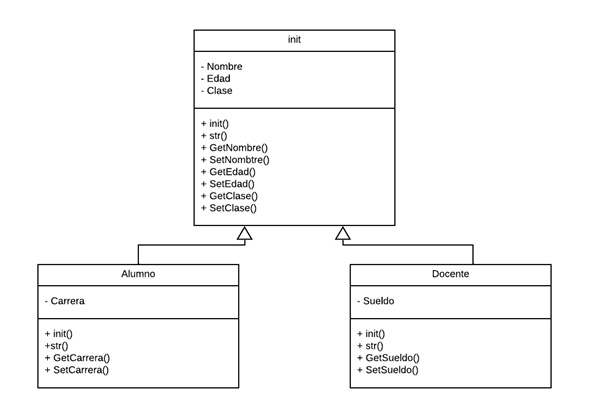 init
- Nombre
- Edad
- Clase
+ init()
+ str()
+ GetNombre()
+ SetNombtre()
+ GetEdad()
+ SetEdad()
+ GetClase()
+ SetClase()
Alumno
- Carrera
+ init()
+str()
+ GetCarrera()
+ SetCarrera()
Docente
- Sueldo
+ init()
+ str()
+ GetSueldo()
+ SetSueldo()